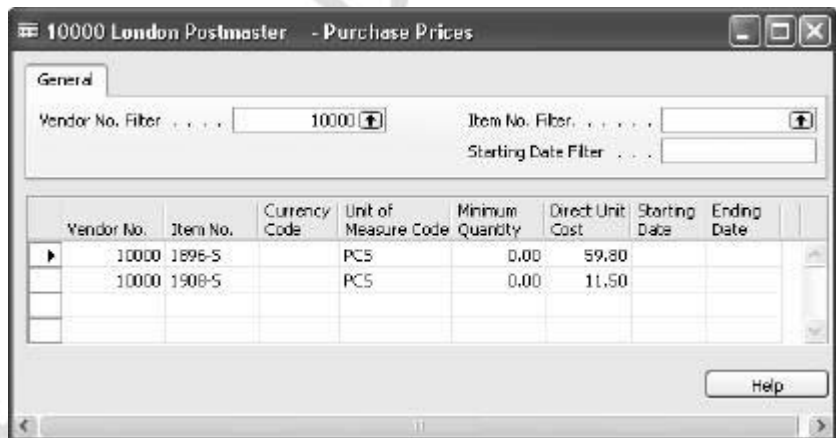 10000 London Postmaster - Purchase Prices
General
Vendor No. Filter . . . . 10000
Item No. Filter. . . . . .
Starting Date Filter . . .
Vendor No. Item No. Currency Code Unit of Measure Code Minimum Quantity Direct Unit Cost Starting Date Ending Date
10000 1896-S PCS 0.00 59.80
10000 1908-S PCS 0.00 11.50
Help